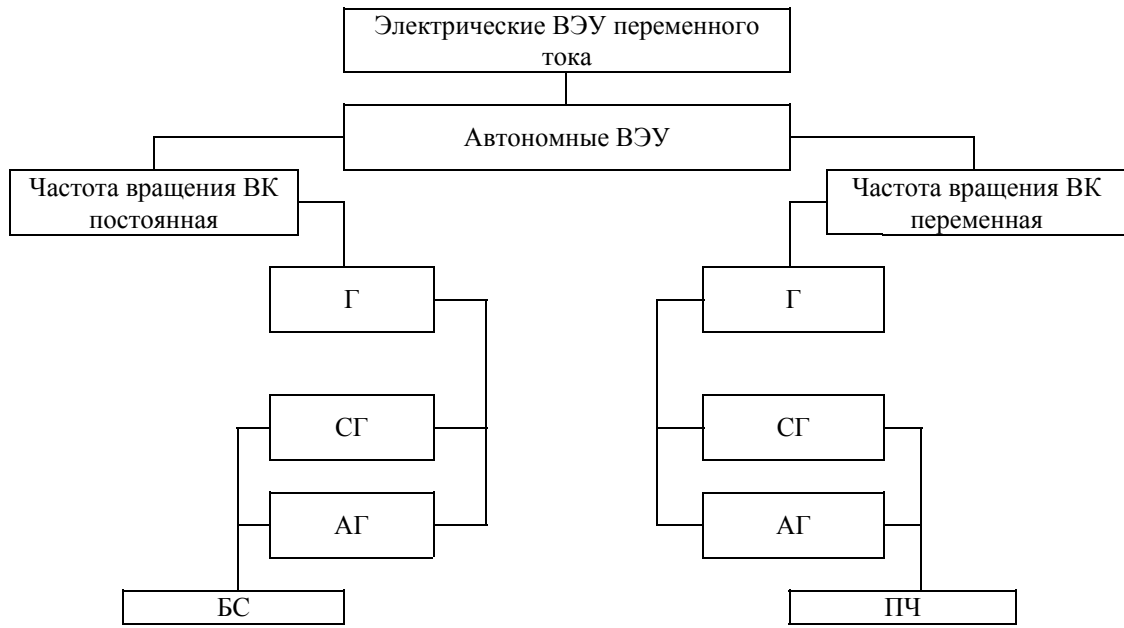 Электрические ВЭУ переменного
тока
Автономные ВЭУ
Частота вращения ВК
постоянная
Частота вращения ВК
переменная
Г
Г
СГ
СГ
АГ
АГ
БС
ПЧ